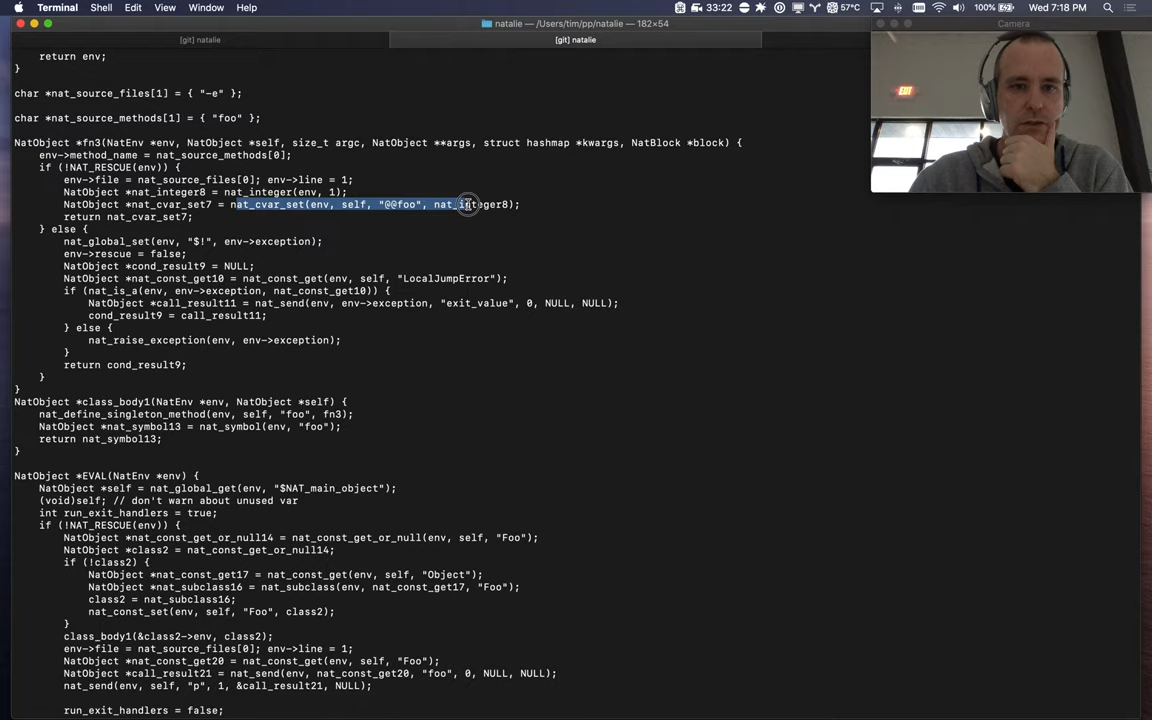 Terminal Shell Edit View Window Help 33:22 57°C 100% Wed 7:18 PM
natalie — /Users/tim/pp/natalie — 182×54
Camera
[git] natalie [git] natalie
EXIT
    return env;
}
char *nat_source_files[1] = { "-e" };
char *nat_source_methods[1] = { "foo" };
NatObject *fn3(NatEnv *env, NatObject *self, size_t argc, NatObject **args, struct hashmap *kwargs, NatBlock *block) {
    env->method_name = nat_source_methods[0];
    if (!NAT_RESCUE(env)) {
        env->file = nat_source_files[0]; env->line = 1;
        NatObject *nat_integer8 = nat_integer(env, 1);
        NatObject *nat_cvar_set7 = nat_cvar_set(env, self, "@@foo", nat_integer8);
        return nat_cvar_set7;
    } else {
        nat_global_set(env, "$!", env->exception);
        env->rescue = false;
        NatObject *cond_result9 = NULL;
        NatObject *nat_const_get10 = nat_const_get(env, self, "LocalJumpError");
        if (nat_is_a(env, env->exception, nat_const_get10)) {
            NatObject *call_result11 = nat_send(env, env->exception, "exit_value", 0, NULL, NULL);
            cond_result9 = call_result11;
        } else {
            nat_raise_exception(env, env->exception);
        }
        return cond_result9;
    }
}
NatObject *class_body1(NatEnv *env, NatObject *self) {
    nat_define_singleton_method(env, self, "foo", fn3);
    NatObject *nat_symbol13 = nat_symbol(env, "foo");
    return nat_symbol13;
}
NatObject *EVAL(NatEnv *env) {
    NatObject *self = nat_global_get(env, "$NAT_main_object");
    (void)self; // don't warn about unused var
    int run_exit_handlers = true;
    if (!NAT_RESCUE(env)) {
        NatObject *nat_const_get_or_null14 = nat_const_get_or_null(env, self, "Foo");
        NatObject *class2 = nat_const_get_or_null14;
        if (!class2) {
            NatObject *nat_const_get17 = nat_const_get(env, self, "Object");
            NatObject *nat_subclass16 = nat_subclass(env, nat_const_get17, "Foo");
            class2 = nat_subclass16;
            nat_const_set(env, self, "Foo", class2);
        }
        class_body1(&class2->env, class2);
        env->file = nat_source_files[0]; env->line = 1;
        NatObject *nat_const_get20 = nat_const_get(env, self, "Foo");
        NatObject *call_result21 = nat_send(env, nat_const_get20, "foo", 0, NULL, NULL);
        nat_send(env, self, "p", 1, &call_result21, NULL);
        run_exit_handlers = false;